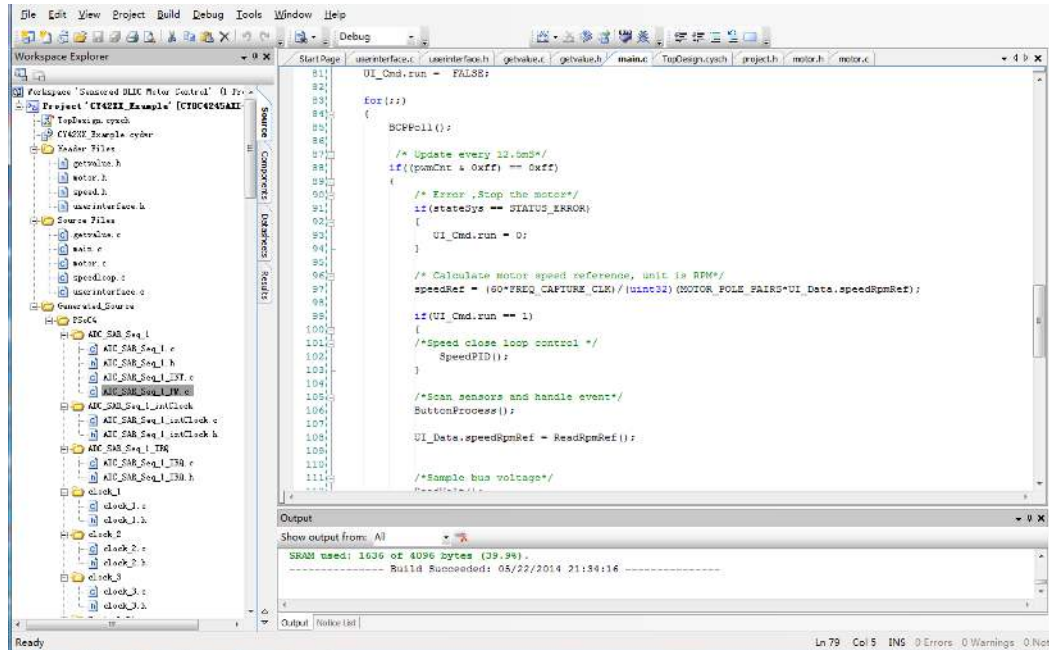 File Edit View Project Build Debug Tools Window Help
Debug
Workspace Explorer
Start Page userinterface.c userinterface.h getvalue.c getvalue.h main.c TopDesign.cysch project.h motor.h motor.c
Workspace 'Sensored BLDC Motor Control' (1 Pr
Project 'CY42XX_Example' [CY8C4245AXI-
TopDesign.cysch
CY42XX_Example.cydwr
Header Files
getvalue.h
motor.h
speed.h
userinterface.h
Source Files
getvalue.c
main.c
motor.c
speedloop.c
userinterface.c
Generated_Source
PSoC4
ADC_SAR_Seq_1
ADC_SAR_Seq_1.c
ADC_SAR_Seq_1.h
ADC_SAR_Seq_1_INT.c
ADC_SAR_Seq_1_PM.c
ADC_SAR_Seq_1_intClock
ADC_SAR_Seq_1_intClock.c
ADC_SAR_Seq_1_intClock.h
ADC_SAR_Seq_1_IRQ
ADC_SAR_Seq_1_IRQ.c
ADC_SAR_Seq_1_IRQ.h
clock_1
clock_1.c
clock_1.h
clock_2
clock_2.c
clock_2.h
clock_3
clock_3.c
clock_3.h
Source
Components
Datasheets
Results
81 UI_Cmd.run = FALSE;
82
83 for(;;)
84 {
85 BCPPoll();
86
87 /* Update every 12.5mS*/
88 if((pwmCnt & 0xff) == 0xff)
89 {
90 /* Error ,Stop the motor*/
91 if(stateSys == STATUS_ERROR)
92 {
93 UI_Cmd.run = 0;
94 }
95
96 /* Calculate motor speed reference, unit is RPM*/
97 speedRef = (60*FREQ_CAPTURE_CLK)/(uint32)(MOTOR_POLE_PAIRS*UI_Data.speedRpmRef);
98
99 if(UI_Cmd.run == 1)
100 {
101 /*Speed close loop control */
102 SpeedPID();
103 }
104
105 /*Scan sensors and handle event*/
106 ButtonProcess();
107
108 UI_Data.speedRpmRef = ReadRpmRef();
109
110
111 /*Sample bus voltage*/
Output
Show output from: All
SRAM used: 1636 of 4096 bytes (39.9%).
--------------- Build Succeeded: 05/22/2014 21:34:16 ---------------
Output Notice List
Ready Ln 79 Col 5 INS 0 Errors 0 Warnings 0 Not